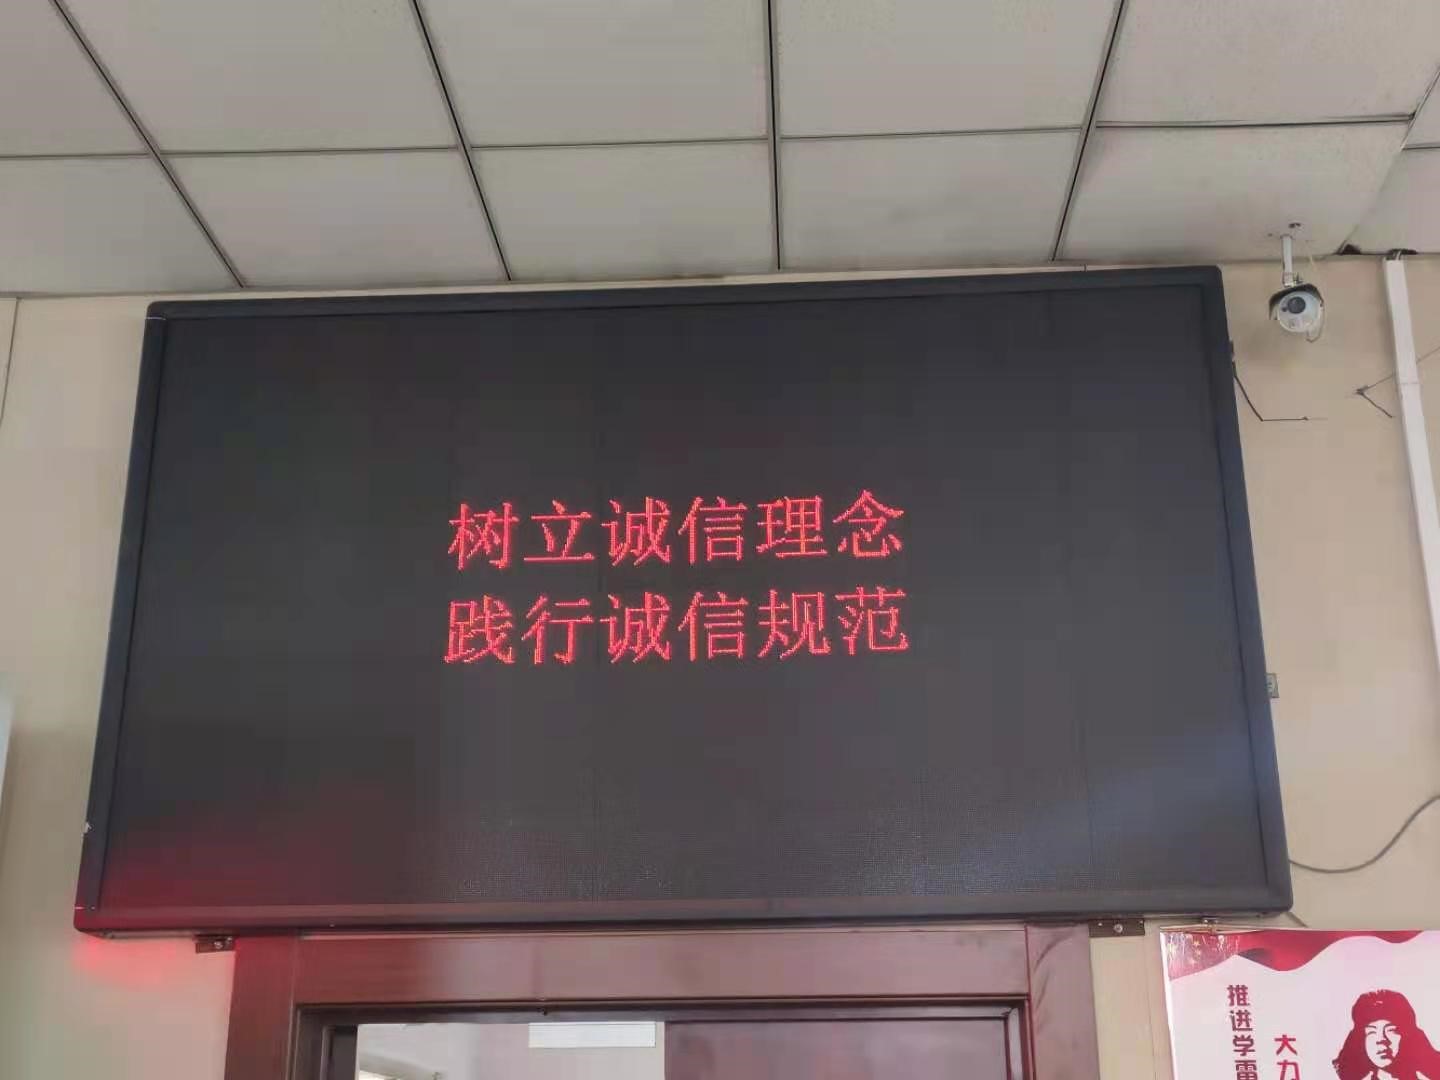 树立诚信理念
践行诚信规范
推进学雷
大力